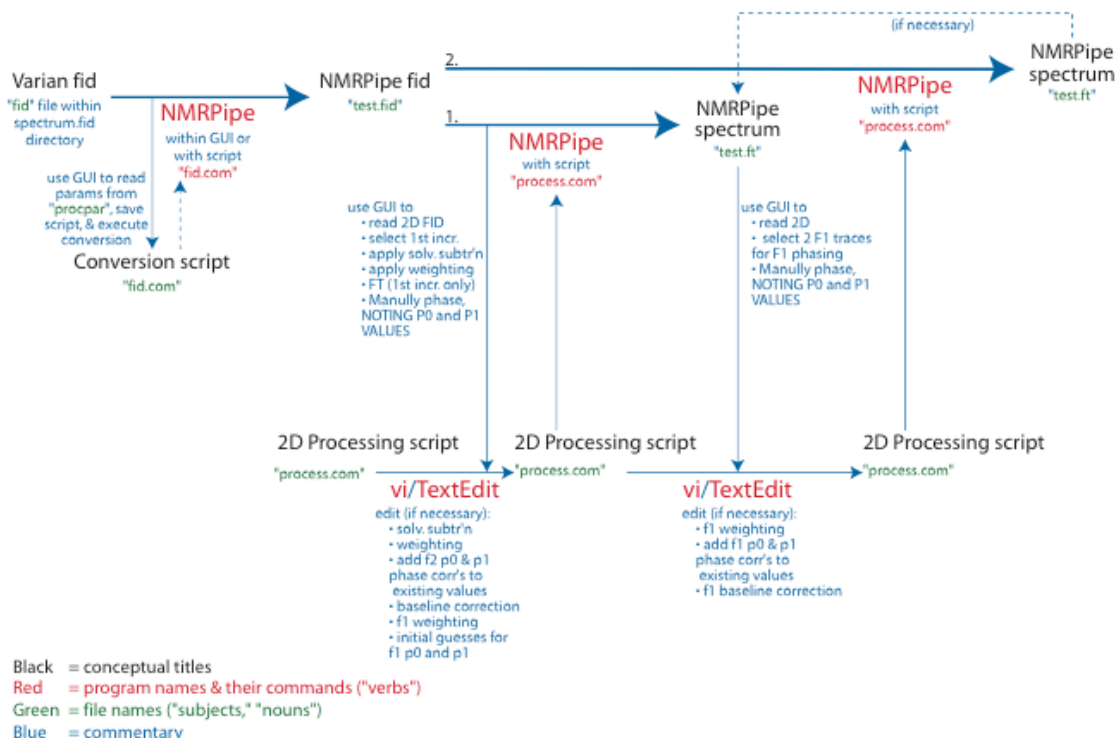 (if necessary)
Varian fid
"fid" file within
spectrum.fid
directory
NMRPipe
within GUI or
with script
"fid.com"
use GUI to read
params from
"procpar", save
script, & execute
conversion
Conversion script
"fid.com"
NMRPipe fid
"test.fid"
2.
1.
NMRPipe
with script
"process.com"
NMRPipe
spectrum
"test.ft"
NMRPipe
with script
"process.com"
NMRPipe
spectrum
"test.ft"
use GUI to
• read 2D FID
• select 1st incr.
• apply solv. subtr'n
• apply weighting
• FT (1st incr. only)
• Manully phase,
NOTING P0 and P1
VALUES
use GUI to
• read 2D
• select 2 F1 traces
for F1 phasing
• Manully phase,
NOTING P0 and P1
VALUES
2D Processing script
"process.com"
vi/TextEdit
edit (if necessary):
• solv. subtr'n
• weighting
• add f2 p0 & p1
phase corr's to
existing values
• baseline correction
• f1 weighting
• initial guesses for
f1 p0 and p1
2D Processing script
"process.com"
vi/TextEdit
edit (if necessary):
• f1 weighting
• add f1 p0 & p1
phase corr's to
existing values
• f1 baseline correction
2D Processing script
"process.com"
Black = conceptual titles
Red = program names & their commands ("verbs")
Green = file names ("subjects," "nouns")
Blue = commentary